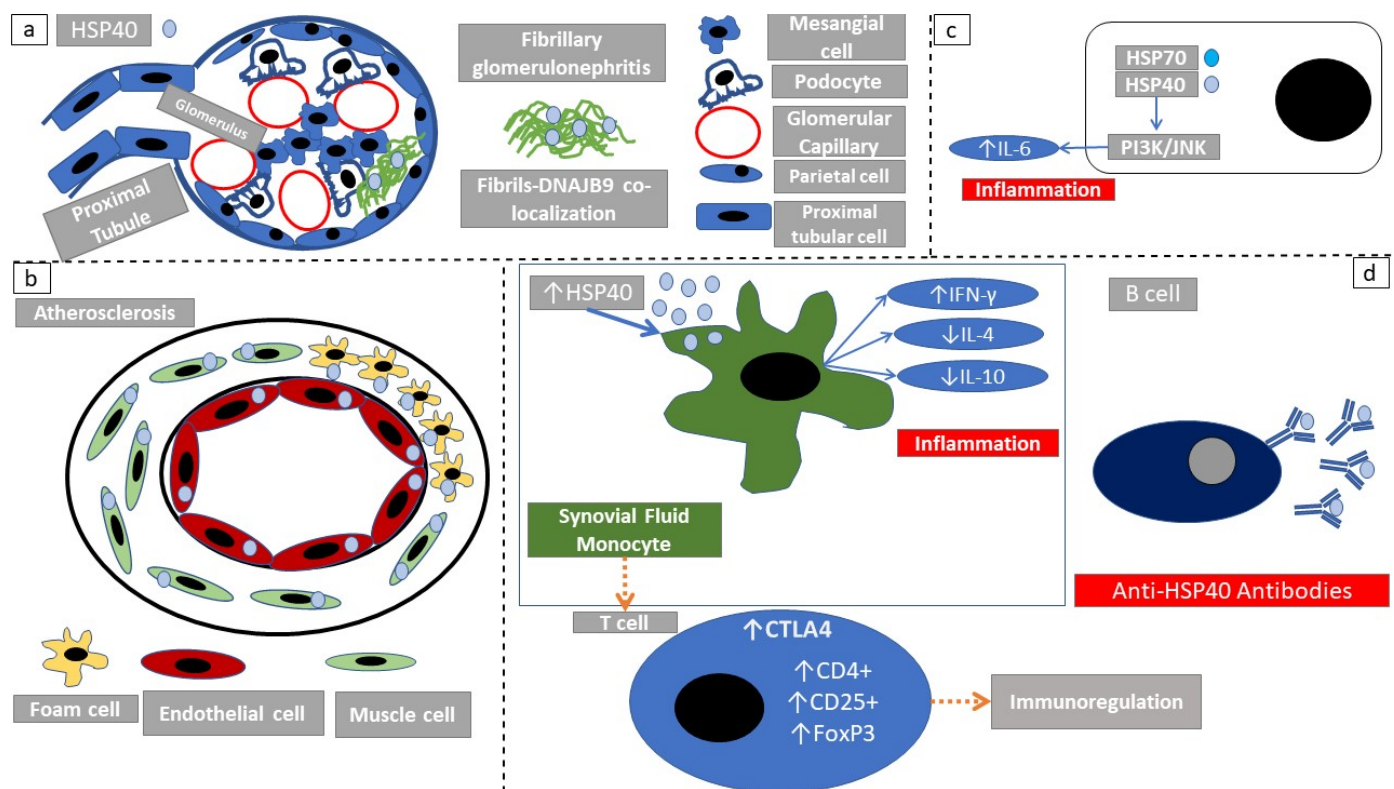 a
HSP40
Glomerulus
Proximal
Tubule
Fibrillary
glomerulonephritis
Fibrils-DNAJB9 co-
localization
Mesangial
cell
Podocyte
Glomerular
Capillary
Parietal cell
Proximal
tubular cell
c
HSP70
HSP40
PI3K/JNK
↑IL-6
Inflammation
b
Atherosclerosis
Foam cell
Endothelial cell
Muscle cell
d
↑HSP40
↑IFN-γ
↓IL-4
↓IL-10
Inflammation
Synovial Fluid
Monocyte
T cell
↑CTLA4
↑CD4+
↑CD25+
↑FoxP3
Immunoregulation
B cell
Anti-HSP40 Antibodies